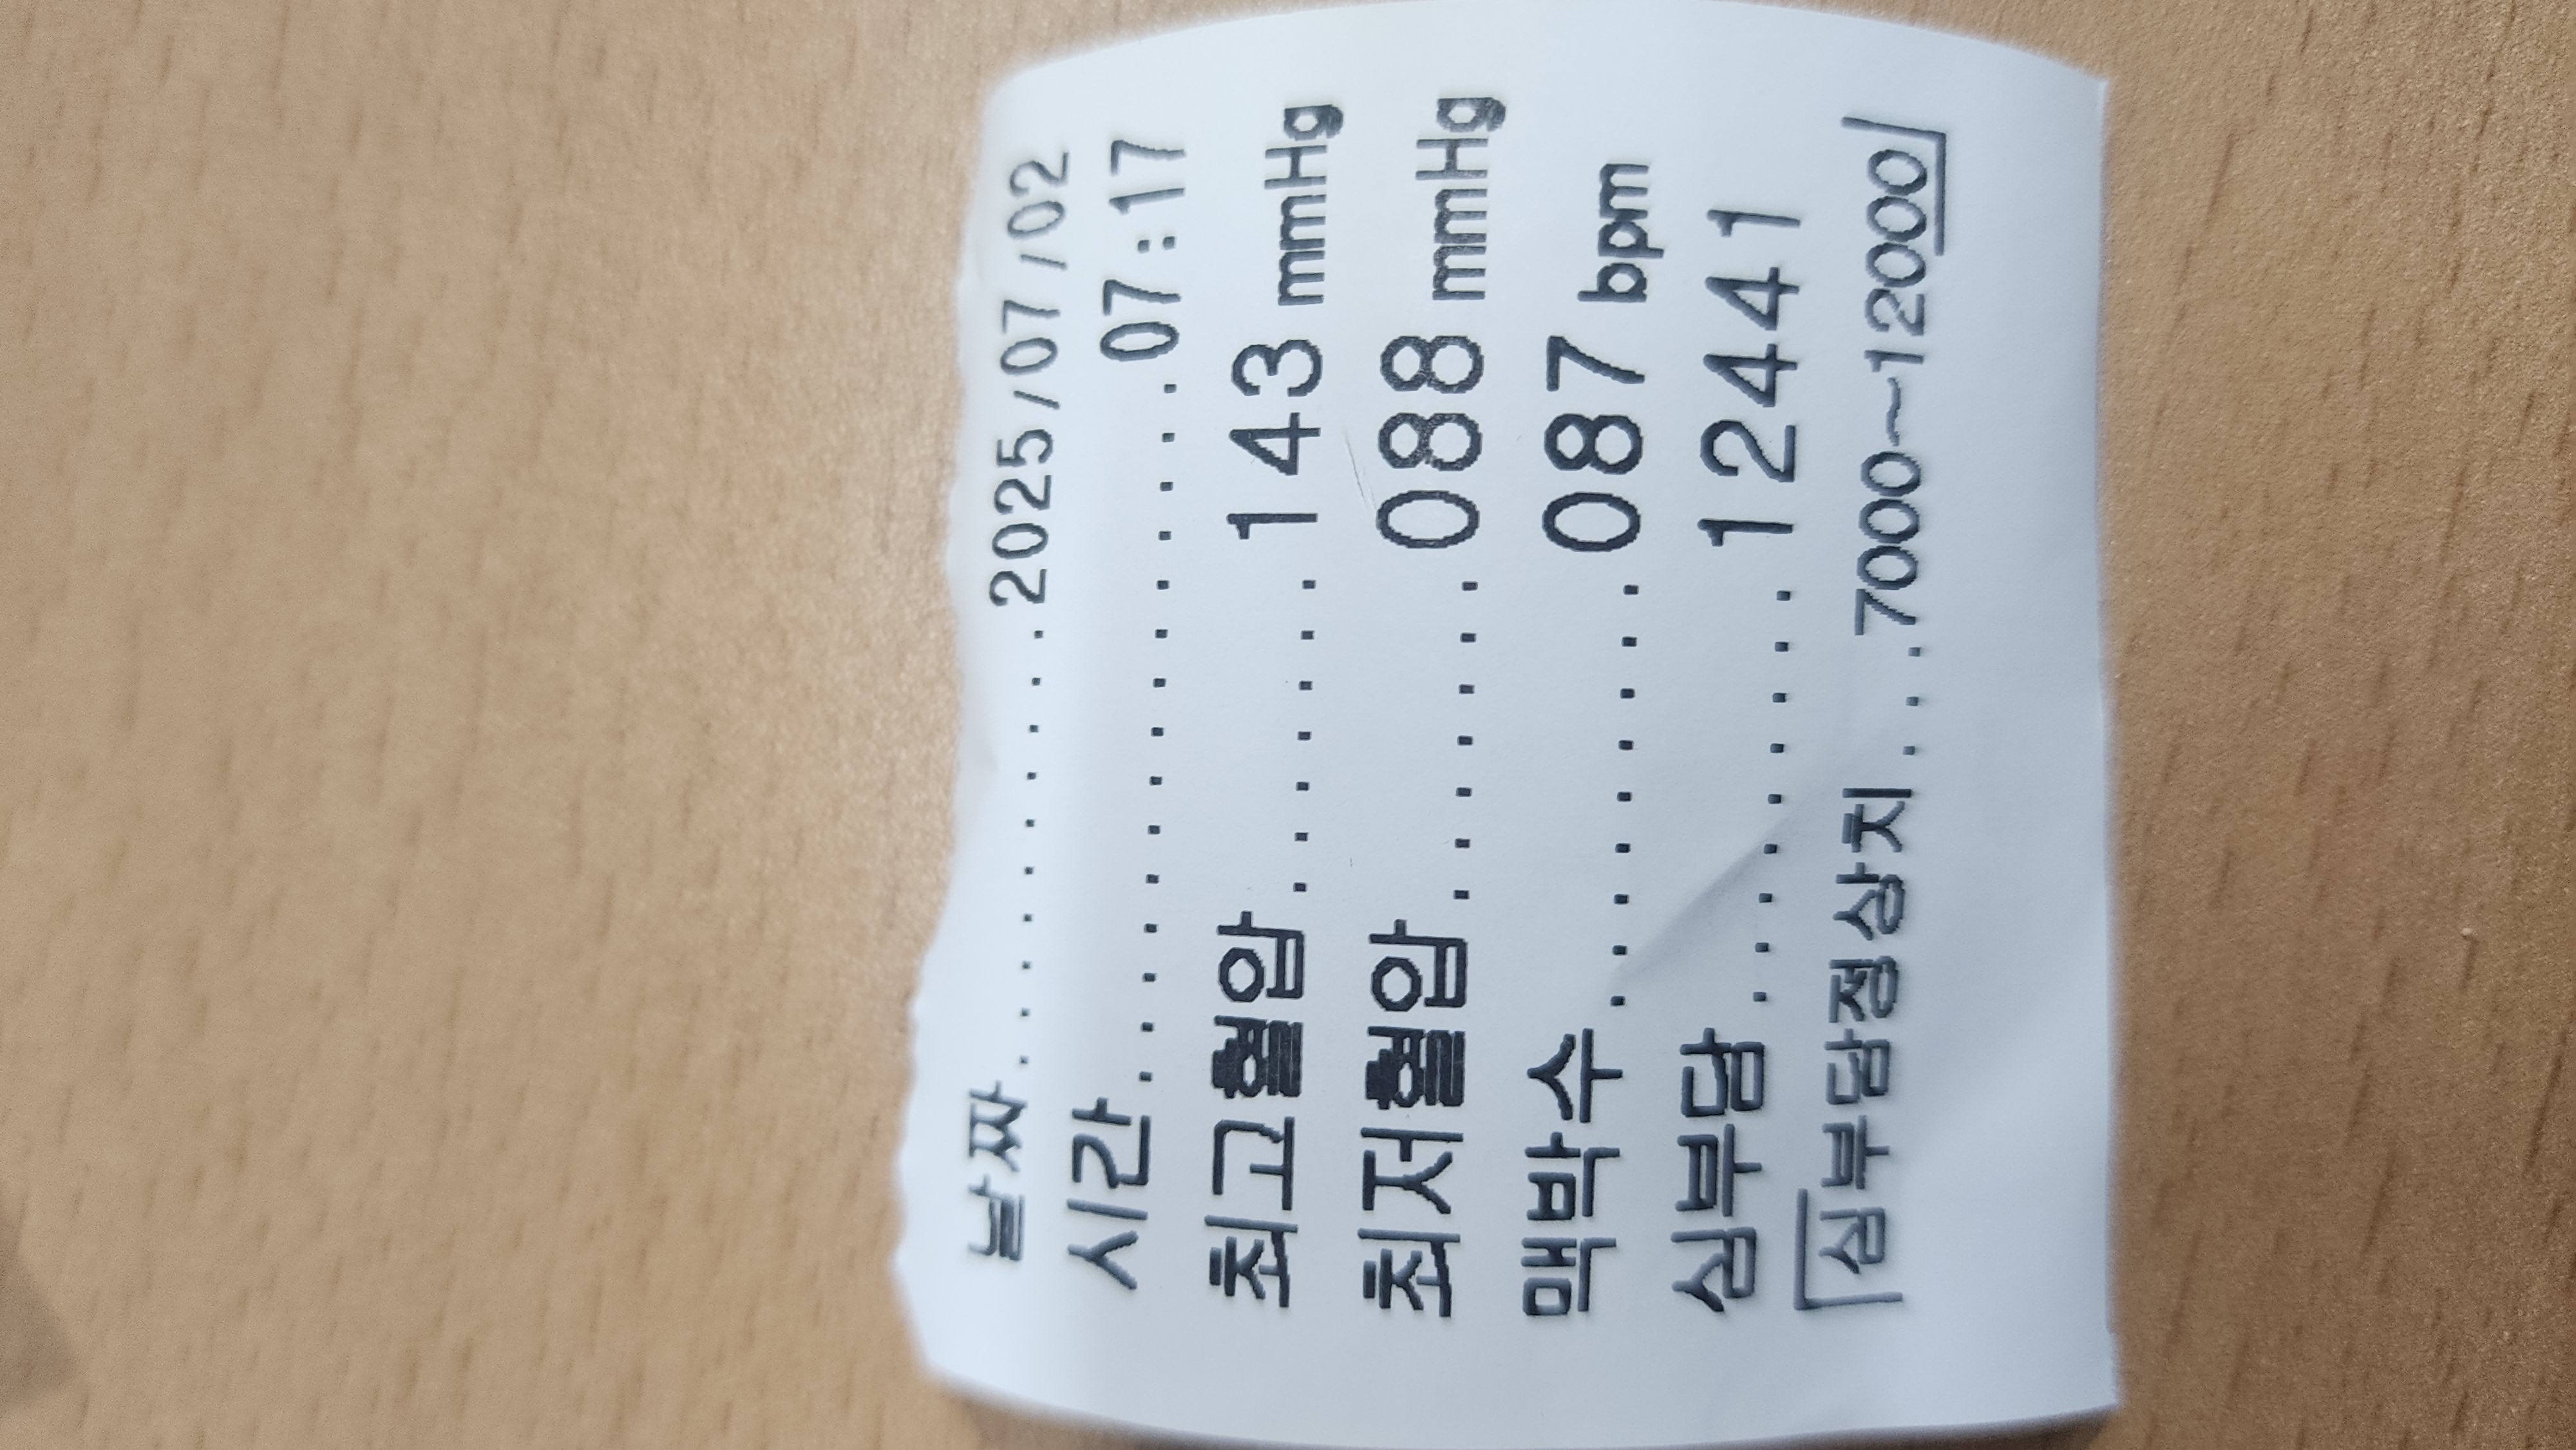 날짜..............2025/07/02
시간...................07:17
최고혈압.......143 mmHg
최저혈압.......088 mmHg
맥박수.........087 bpm
심부담.........12441
[심부담정상치...7000~12000]